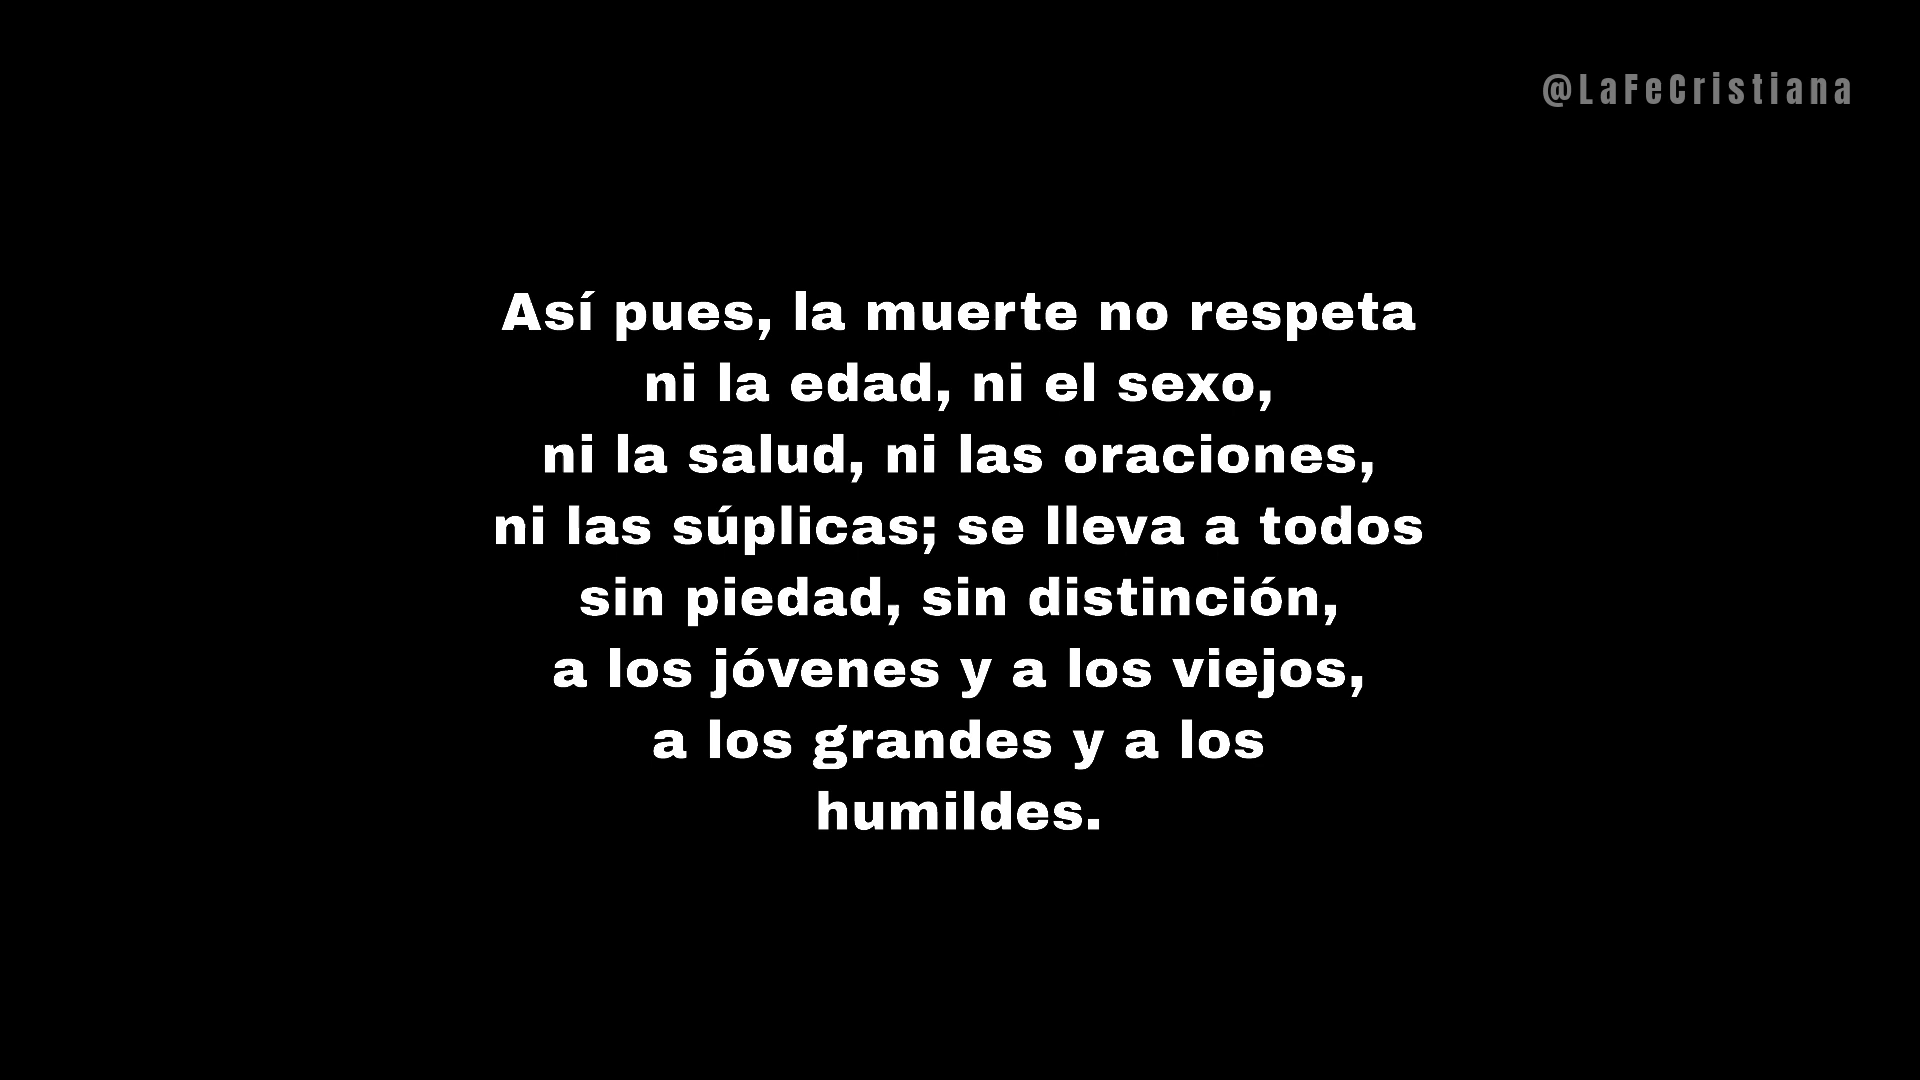 @LaFeCristiana
Así pues, la muerte no respeta
ni la edad, ni el sexo,
ni la salud, ni las oraciones,
ni las súplicas; se lleva a todos
sin piedad, sin distinción,
a los jóvenes y a los viejos,
a los grandes y a los
humildes.